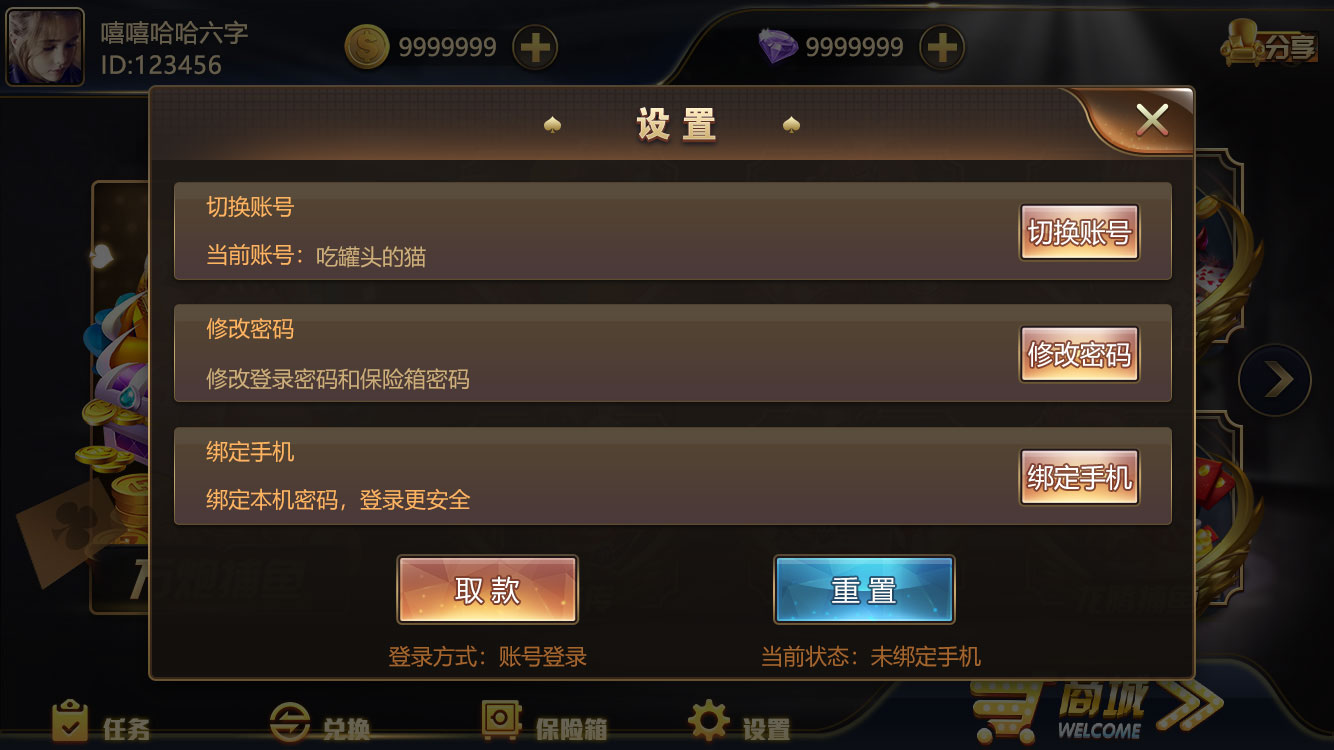 嘻嘻哈哈六字
ID:123456
9999999
9999999
分享
设置
切换账号
当前账号：吃罐头的猫
切换账号
修改密码
修改登录密码和保险箱密码
修改密码
绑定手机
绑定本机密码，登录更安全
绑定手机
取款
重置
登录方式：账号登录
当前状态：未绑定手机
任务
兑换
保险箱
设置
商城
WELCOME